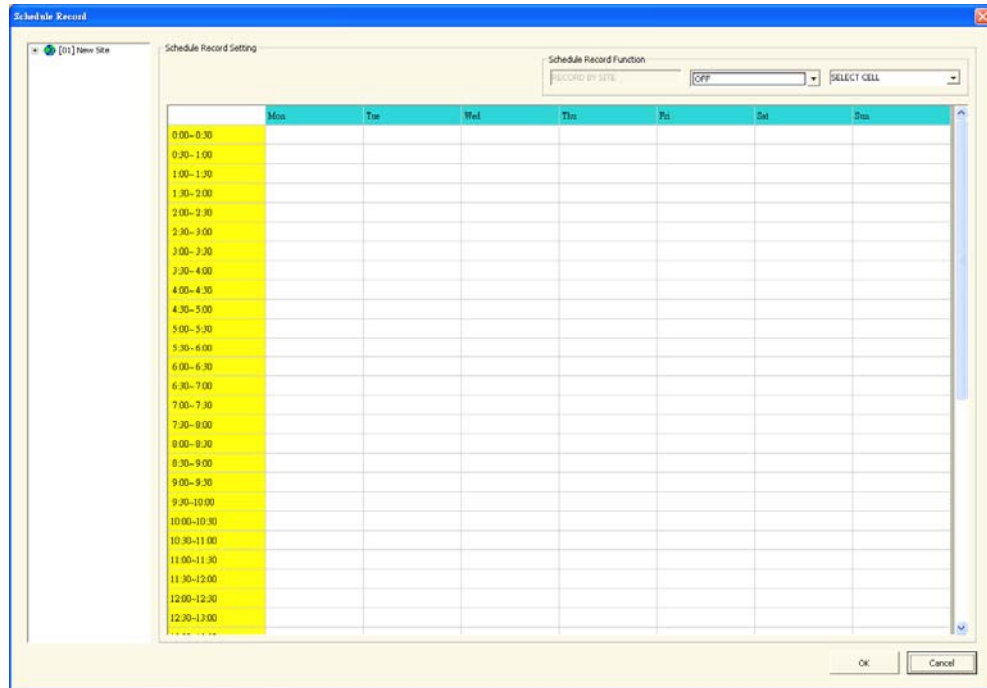 Schedule Record
[01] New Site
Schedule Record Setting
Schedule Record Function
RECORD BY SITE
OFF
SELECT CELL
Mon Tue Wed Thu Fri Sat Sun
0:00~0:30
0:30~1:00
1:00~1:30
1:30~2:00
2:00~2:30
2:30~3:00
3:00~3:30
3:30~4:00
4:00~4:30
4:30~5:00
5:00~5:30
5:30~6:00
6:00~6:30
6:30~7:00
7:00~7:30
7:30~8:00
8:00~8:30
8:30~9:00
9:00~9:30
9:30~10:00
10:00~10:30
10:30~11:00
11:00~11:30
11:30~12:00
12:00~12:30
12:30~13:00
OK
Cancel